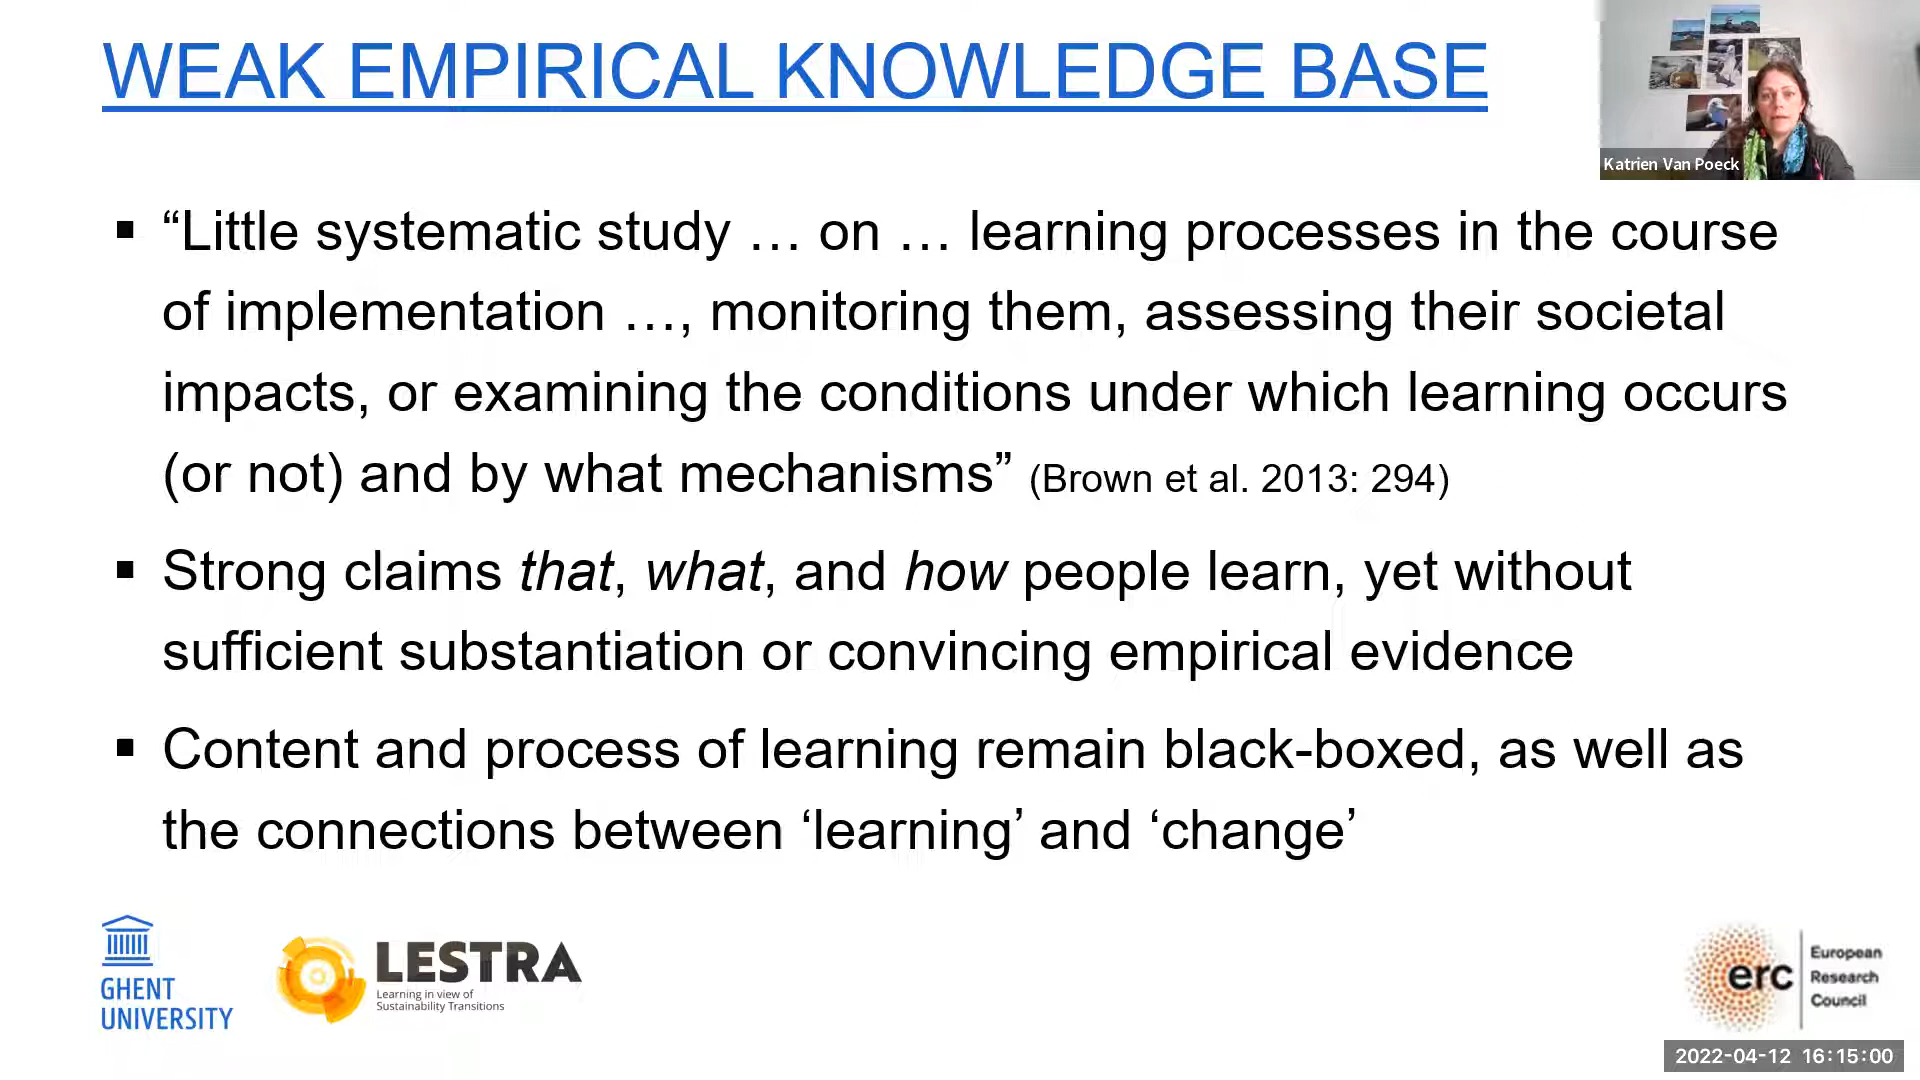 WEAK EMPIRICAL KNOWLEDGE BASE
Katrien Van Poeck
▪ “Little systematic study … on … learning processes in the course
of implementation …, monitoring them, assessing their societal
impacts, or examining the conditions under which learning occurs
(or not) and by what mechanisms” (Brown et al. 2013: 294)
▪ Strong claims that, what, and how people learn, yet without
sufficient substantiation or convincing empirical evidence
▪ Content and process of learning remain black-boxed, as well as
the connections between ‘learning’ and ‘change’
GHENT
UNIVERSITY
LESTRA
Learning in view of
Sustainability Transitions
erc
European
Research
Council
2022-04-12 16:15:00